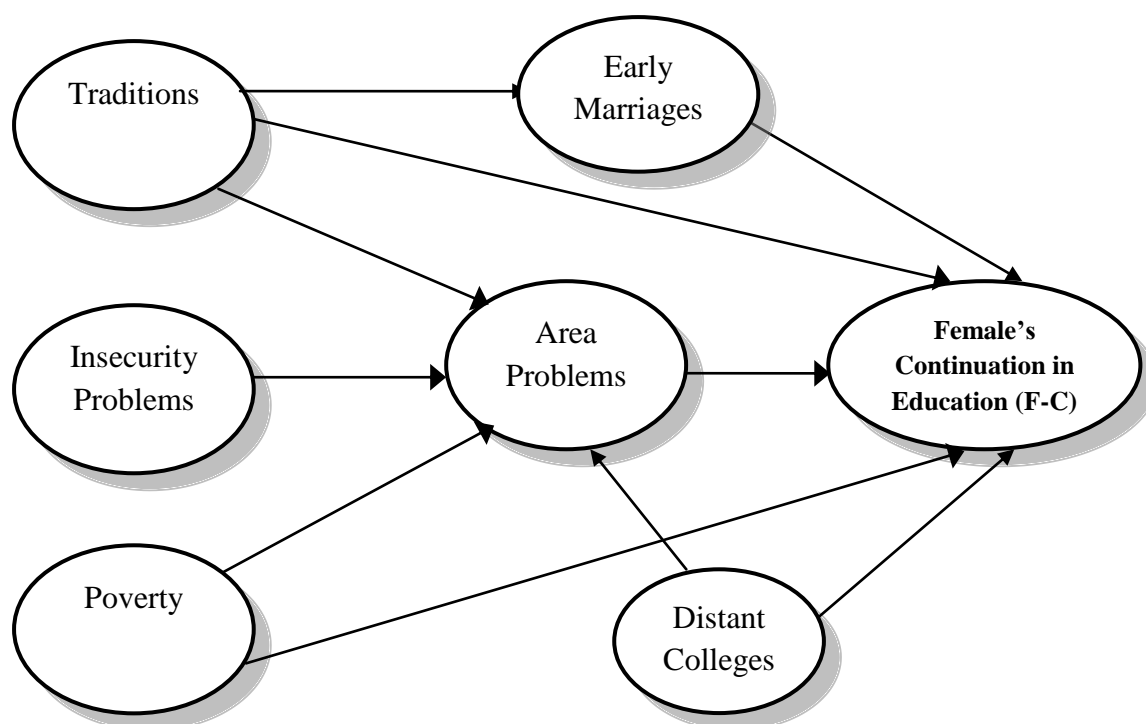 Traditions
Early
Marriages
Insecurity
Problems
Area
Problems
Female’s
Continuation in
Education (F-C)
Poverty
Distant
Colleges